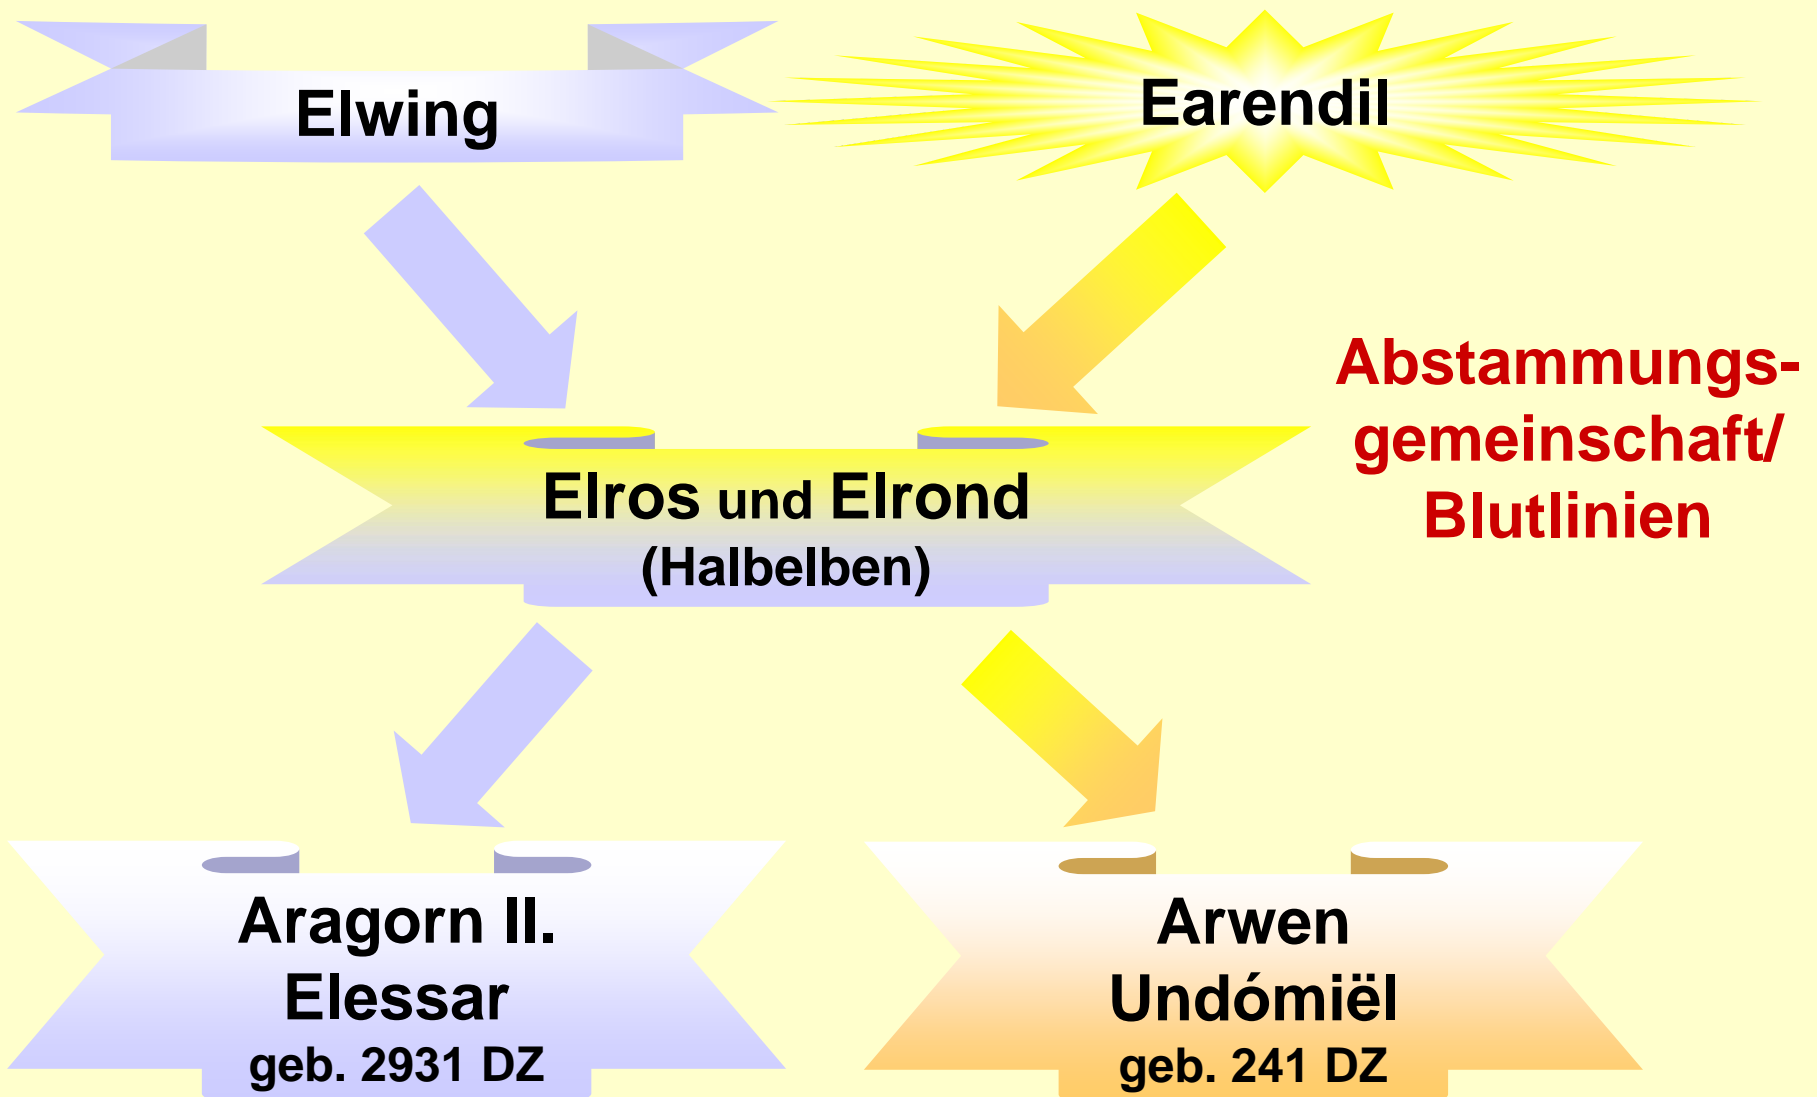 Elwing
Earendil
Abstammungs-
gemeinschaft/
Blutlinien
Elros und Elrond
(Halbelben)
Aragorn II.
Elessar
geb. 2931 DZ
Arwen
Undómiël
geb. 241 DZ